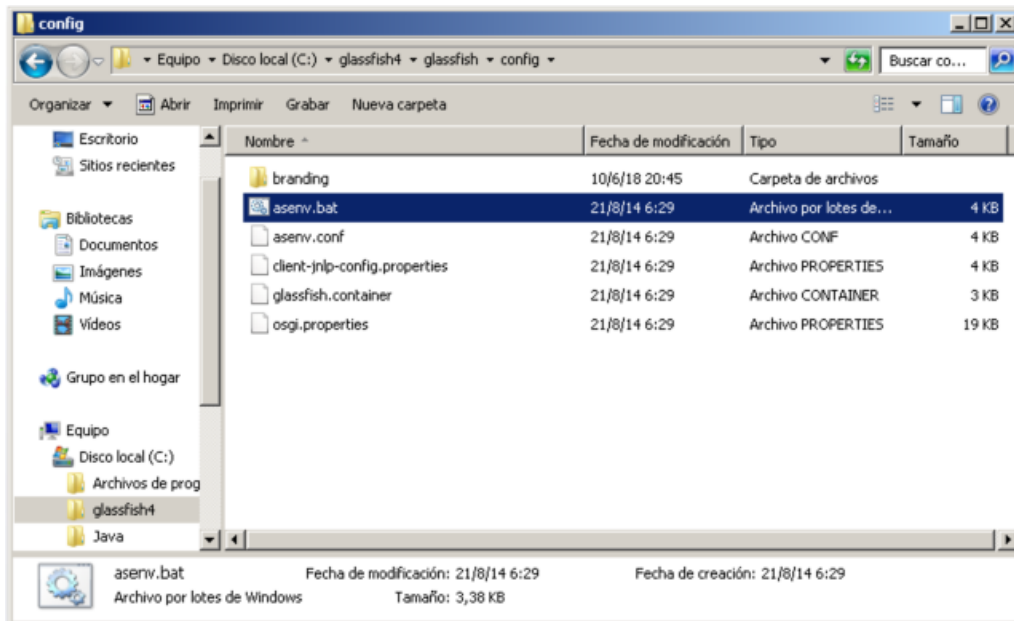 config
Equipo Disco local (C:) glassfish4 glassfish config Buscar co...
Organizar Abrir Imprimir Grabar Nueva carpeta
Escritorio
Sitios recientes
Bibliotecas
Documentos
Imágenes
Música
Vídeos
Grupo en el hogar
Equipo
Disco local (C:)
Archivos de prog
glassfish4
Java
Nombre Fecha de modificación Tipo Tamaño
branding 10/6/18 20:45 Carpeta de archivos
asenv.bat 21/8/14 6:29 Archivo por lotes de... 4 KB
asenv.conf 21/8/14 6:29 Archivo CONF 4 KB
client-jnlp-config.properties 21/8/14 6:29 Archivo PROPERTIES 4 KB
glassfish.container 21/8/14 6:29 Archivo CONTAINER 3 KB
osgi.properties 21/8/14 6:29 Archivo PROPERTIES 19 KB
asenv.bat Fecha de modificación: 21/8/14 6:29 Fecha de creación: 21/8/14 6:29
Archivo por lotes de Windows Tamaño: 3,38 KB